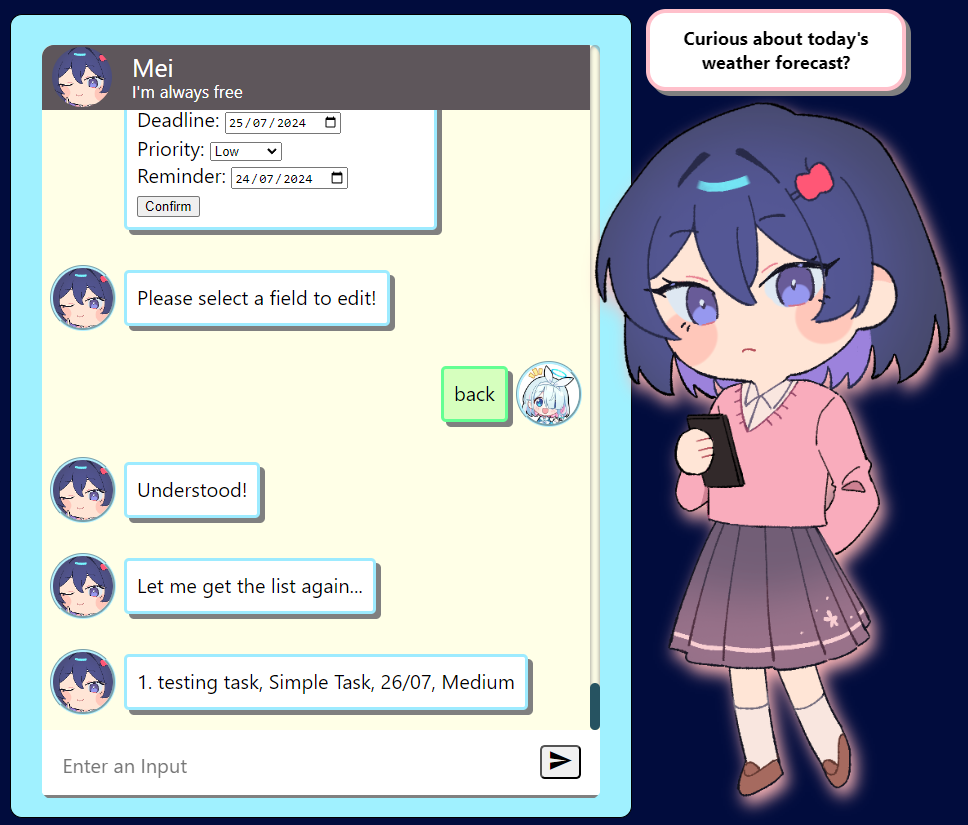 Mei
I'm always free
Deadline: 25/07/2024
Priority: Low
Reminder: 24/07/2024
Confirm
Please select a field to edit!
back
Understood!
Let me get the list again...
1. testing task, Simple Task, 26/07, Medium
Enter an Input
Curious about today's
weather forecast?